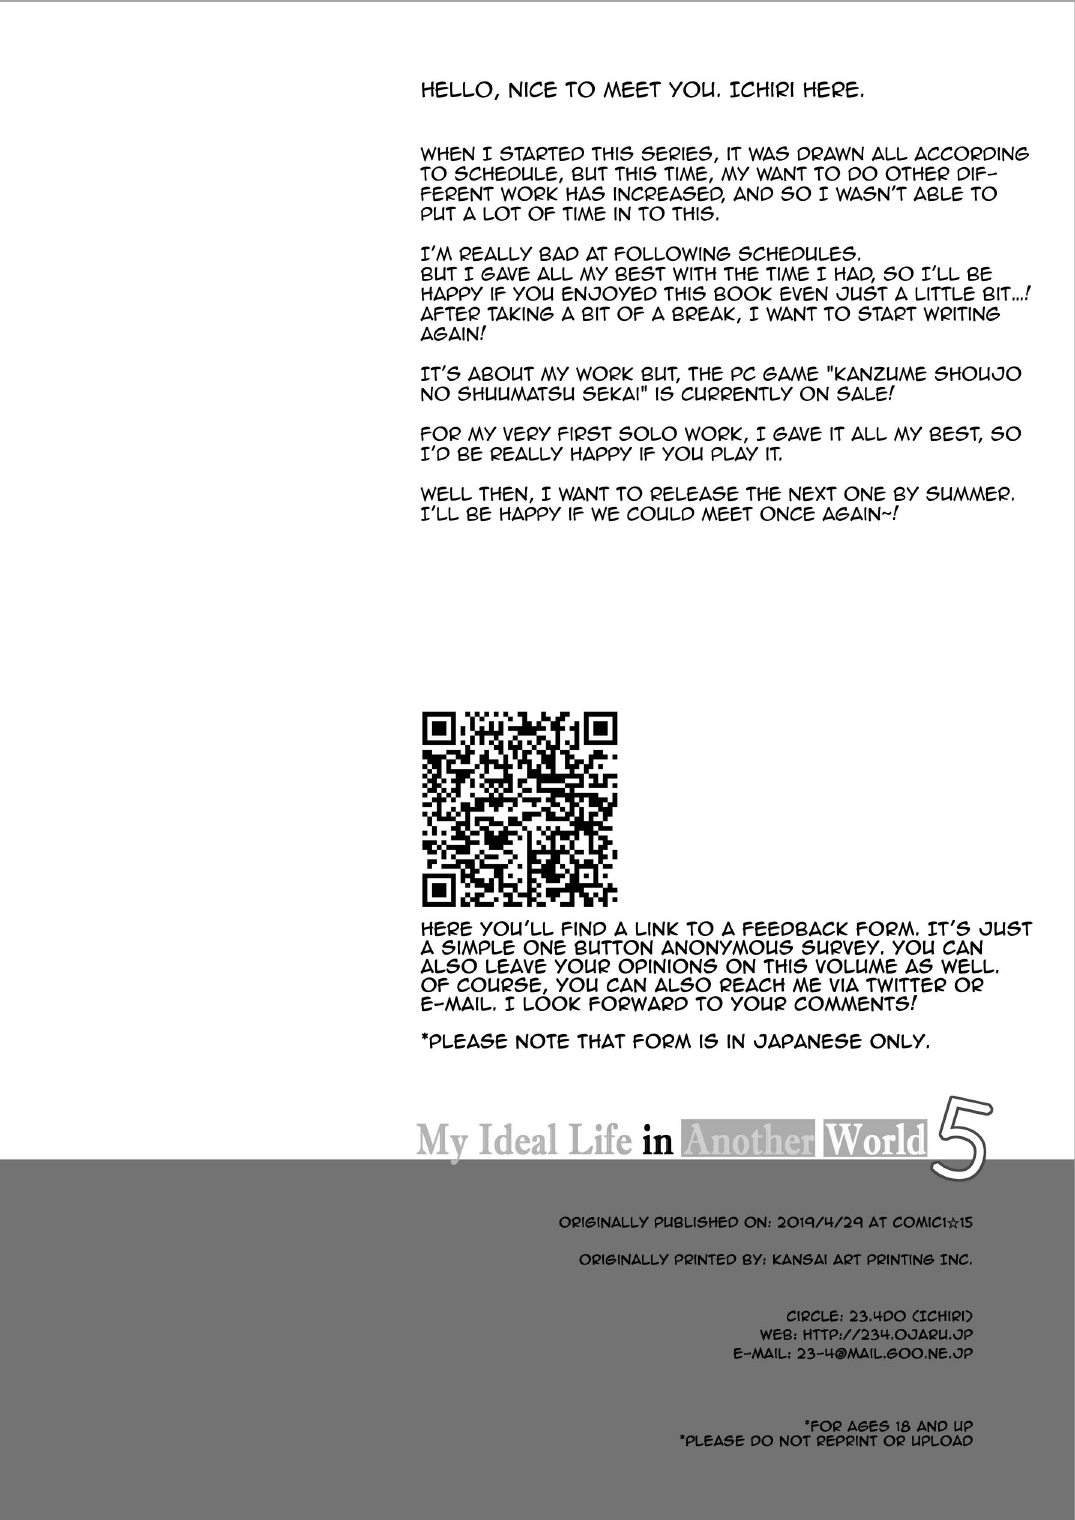 HELLO, NICE TO MEET YOU. ICHIRI HERE.
WHEN I STARTED THIS SERIES, IT WAS DRAWN ALL ACCORDING
TO SCHEDULE, BUT THIS TIME, MY WANT TO DO OTHER DIF-
FERENT WORK HAS INCREASED, AND SO I WASN'T ABLE TO
PUT A LOT OF TIME IN TO THIS.
I'M REALLY BAD AT FOLLOWING SCHEDULES.
BUT I GAVE ALL MY BEST WITH THE TIME I HAD, SO I'LL BE
HAPPY IF YOU ENJOYED THIS BOOK EVEN JUST A LITTLE BIT...!
AFTER TAKING A BIT OF A BREAK, I WANT TO START WRITING
AGAIN!
IT'S ABOUT MY WORK BUT, THE PC GAME "KANZUME SHOUJO
NO SHUUMATSU SEKAI" IS CURRENTLY ON SALE!
FOR MY VERY FIRST SOLO WORK, I GAVE IT ALL MY BEST, SO
I'D BE REALLY HAPPY IF YOU PLAY IT.
WELL THEN, I WANT TO RELEASE THE NEXT ONE BY SUMMER.
I'LL BE HAPPY IF WE COULD MEET ONCE AGAIN~!
HERE YOU'LL FIND A LINK TO A FEEDBACK FORM. IT'S JUST
A SIMPLE ONE BUTTON ANONYMOUS SURVEY. YOU CAN
ALSO LEAVE YOUR OPINIONS ON THIS VOLUME AS WELL.
OF COURSE, YOU CAN ALSO REACH ME VIA TWITTER OR
E-MAIL. I LOOK FORWARD TO YOUR COMMENTS!
*PLEASE NOTE THAT FORM IS IN JAPANESE ONLY.
My Ideal Life in Another World 5
ORIGINALLY PUBLISHED ON: 2019/4/29 AT COMIC1☆15
ORIGINALLY PRINTED BY: KANSAI ART PRINTING INC.
CIRCLE: 23.4DO (ICHIRI)
WEB: HTTP://234.OJARU.JP
E-MAIL: 23-4@MAIL.GOO.NE.JP
*FOR AGES 18 AND UP
*PLEASE DO NOT REPRINT OR UPLOAD